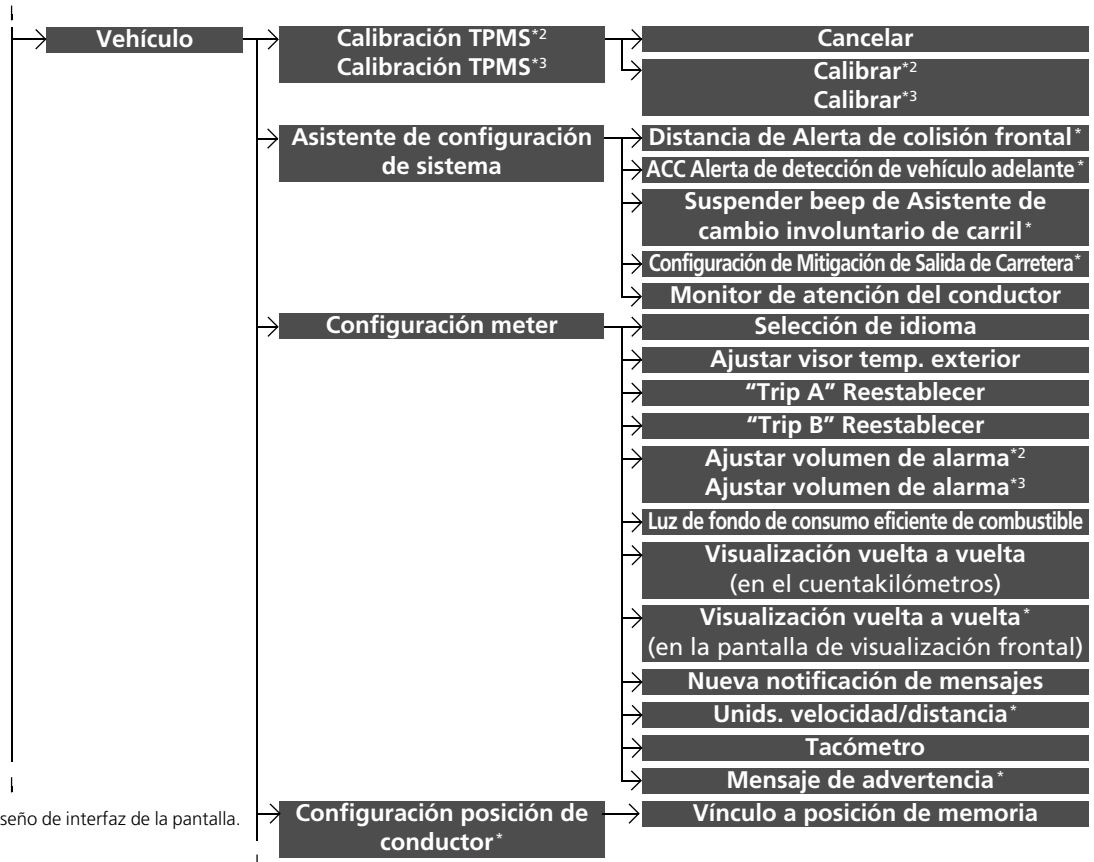 Vehículo
Calibración TPMS*2
Calibración TPMS*3
Cancelar
Calibrar*2
Calibrar*3
Asistente de configuración
de sistema
Distancia de Alerta de colisión frontal*
ACC Alerta de detección de vehículo adelante*
Suspender beep de Asistente de
cambio involuntario de carril*
Configuración de Mitigación de Salida de Carretera*
Monitor de atención del conductor
Configuración meter
Selección de idioma
Ajustar visor temp. exterior
“Trip A” Reestablecer
“Trip B” Reestablecer
Ajustar volumen de alarma*2
Ajustar volumen de alarma*3
Luz de fondo de consumo eficiente de combustible
Visualización vuelta a vuelta
(en el cuentakilómetros)
Visualización vuelta a vuelta*
(en la pantalla de visualización frontal)
Nueva notificación de mensajes
Unids. velocidad/distancia*
Tacómetro
Mensaje de advertencia*
seño de interfaz de la pantalla.
Configuración posición de
conductor*
Vínculo a posición de memoria